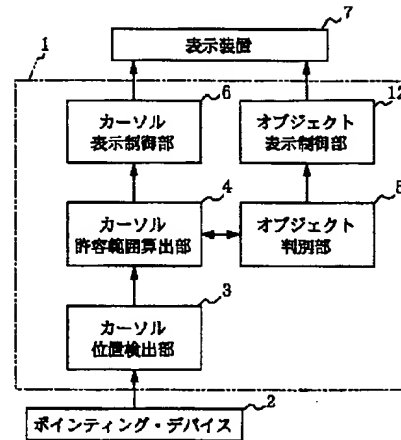 7
表示装置
1
6
カーソル
表示制御部
12
オブジェクト
表示制御部
4
カーソル
許容範囲算出部
5
オブジェクト
判別部
3
カーソル
位置検出部
2
ポインティング・デバイス